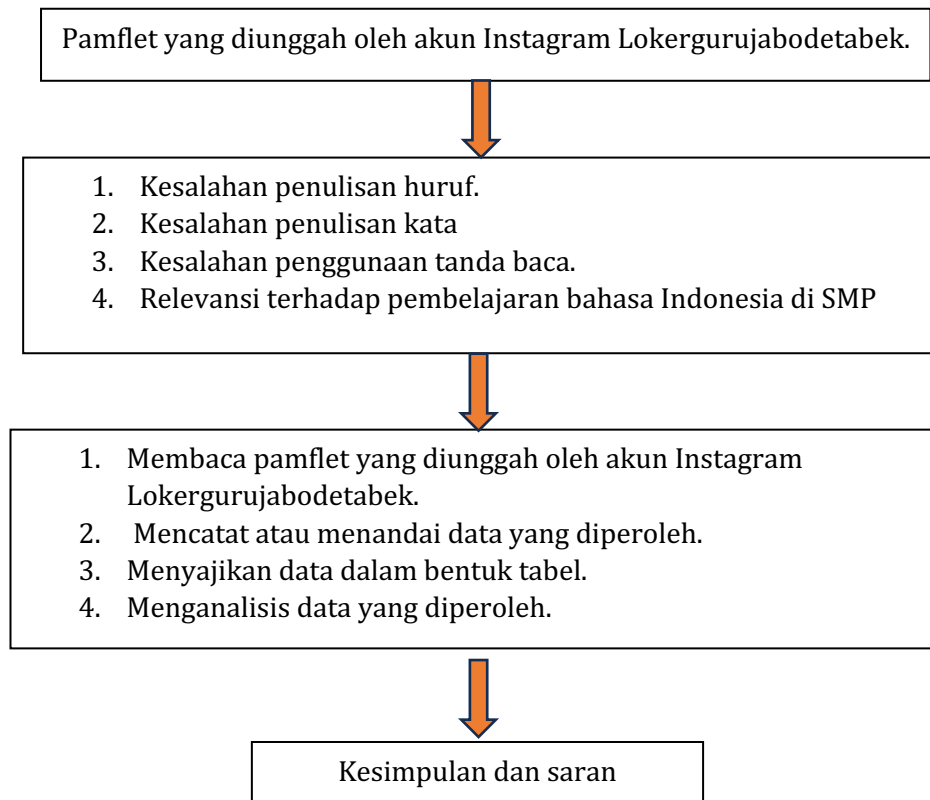 Pamflet yang diunggah oleh akun Instagram Lokergurujabodetabek.
1. Kesalahan penulisan huruf.
2. Kesalahan penulisan kata
3. Kesalahan penggunaan tanda baca.
4. Relevansi terhadap pembelajaran bahasa Indonesia di SMP
1. Membaca pamflet yang diunggah oleh akun Instagram
Lokergurujabodetabek.
2. Mencatat atau menandai data yang diperoleh.
3. Menyajikan data dalam bentuk tabel.
4. Menganalisis data yang diperoleh.
Kesimpulan dan saran